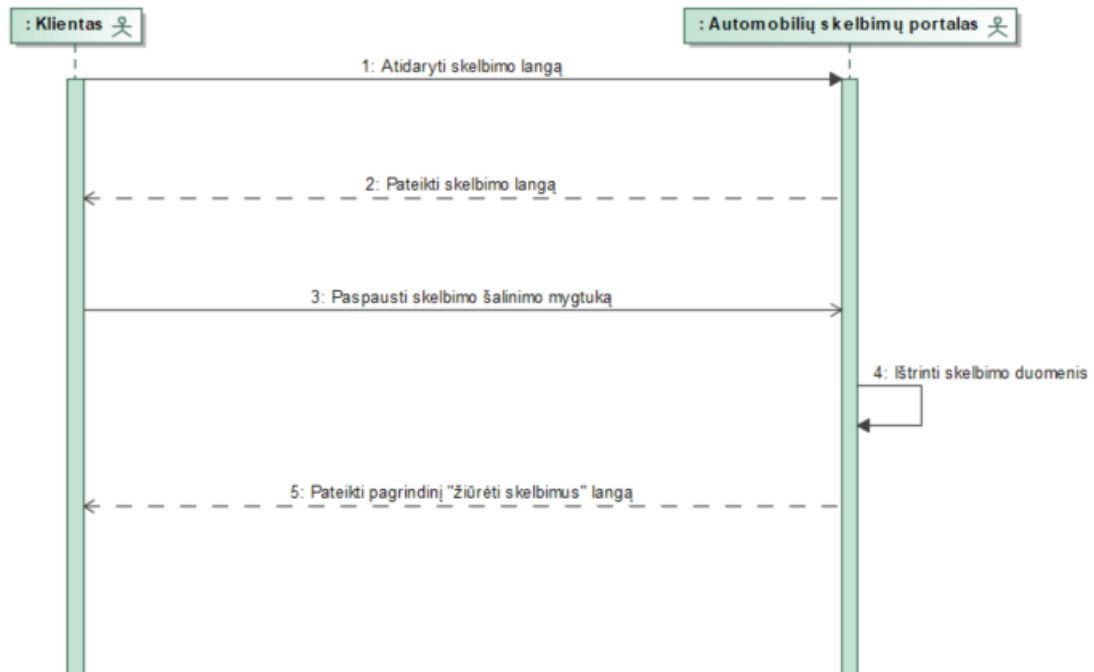 : Klientas
: Automobilių skelbimų portalas
1: Atidaryti skelbimo langą
2: Pateikti skelbimo langą
3: Paspausti skelbimo šalinimo mygtuką
4: Ištrinti skelbimo duomenis
5: Pateikti pagrindinį "žiūrėti skelbimus" langą